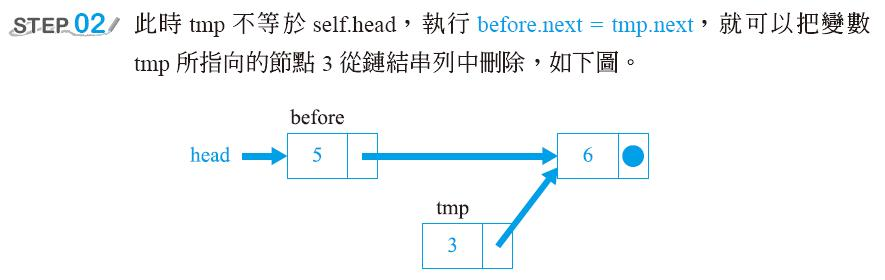 STEP 02 此時 tmp 不等於 self.head，執行 before.next = tmp.next，就可以把變數
tmp 所指向的節點 3 從鏈結串列中刪除，如下圖。
before
head 5 6
tmp
3